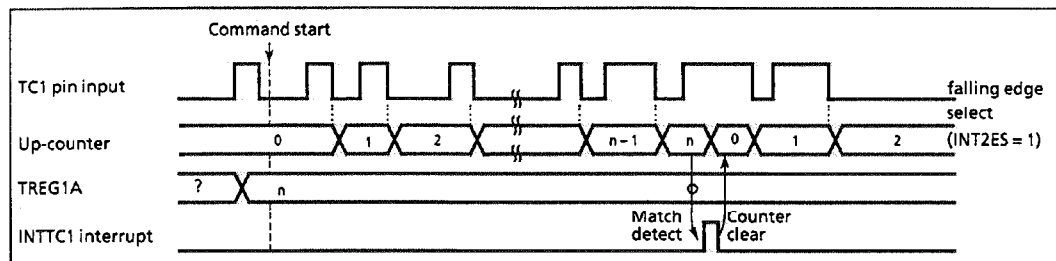 Command start
TC1 pin input
falling edge
select
(INT2ES = 1)
Up-counter
0 1 2 n-1 n 0 1 2
TREG1A
? n
Match
detect
Counter
clear
INTTC1 interrupt